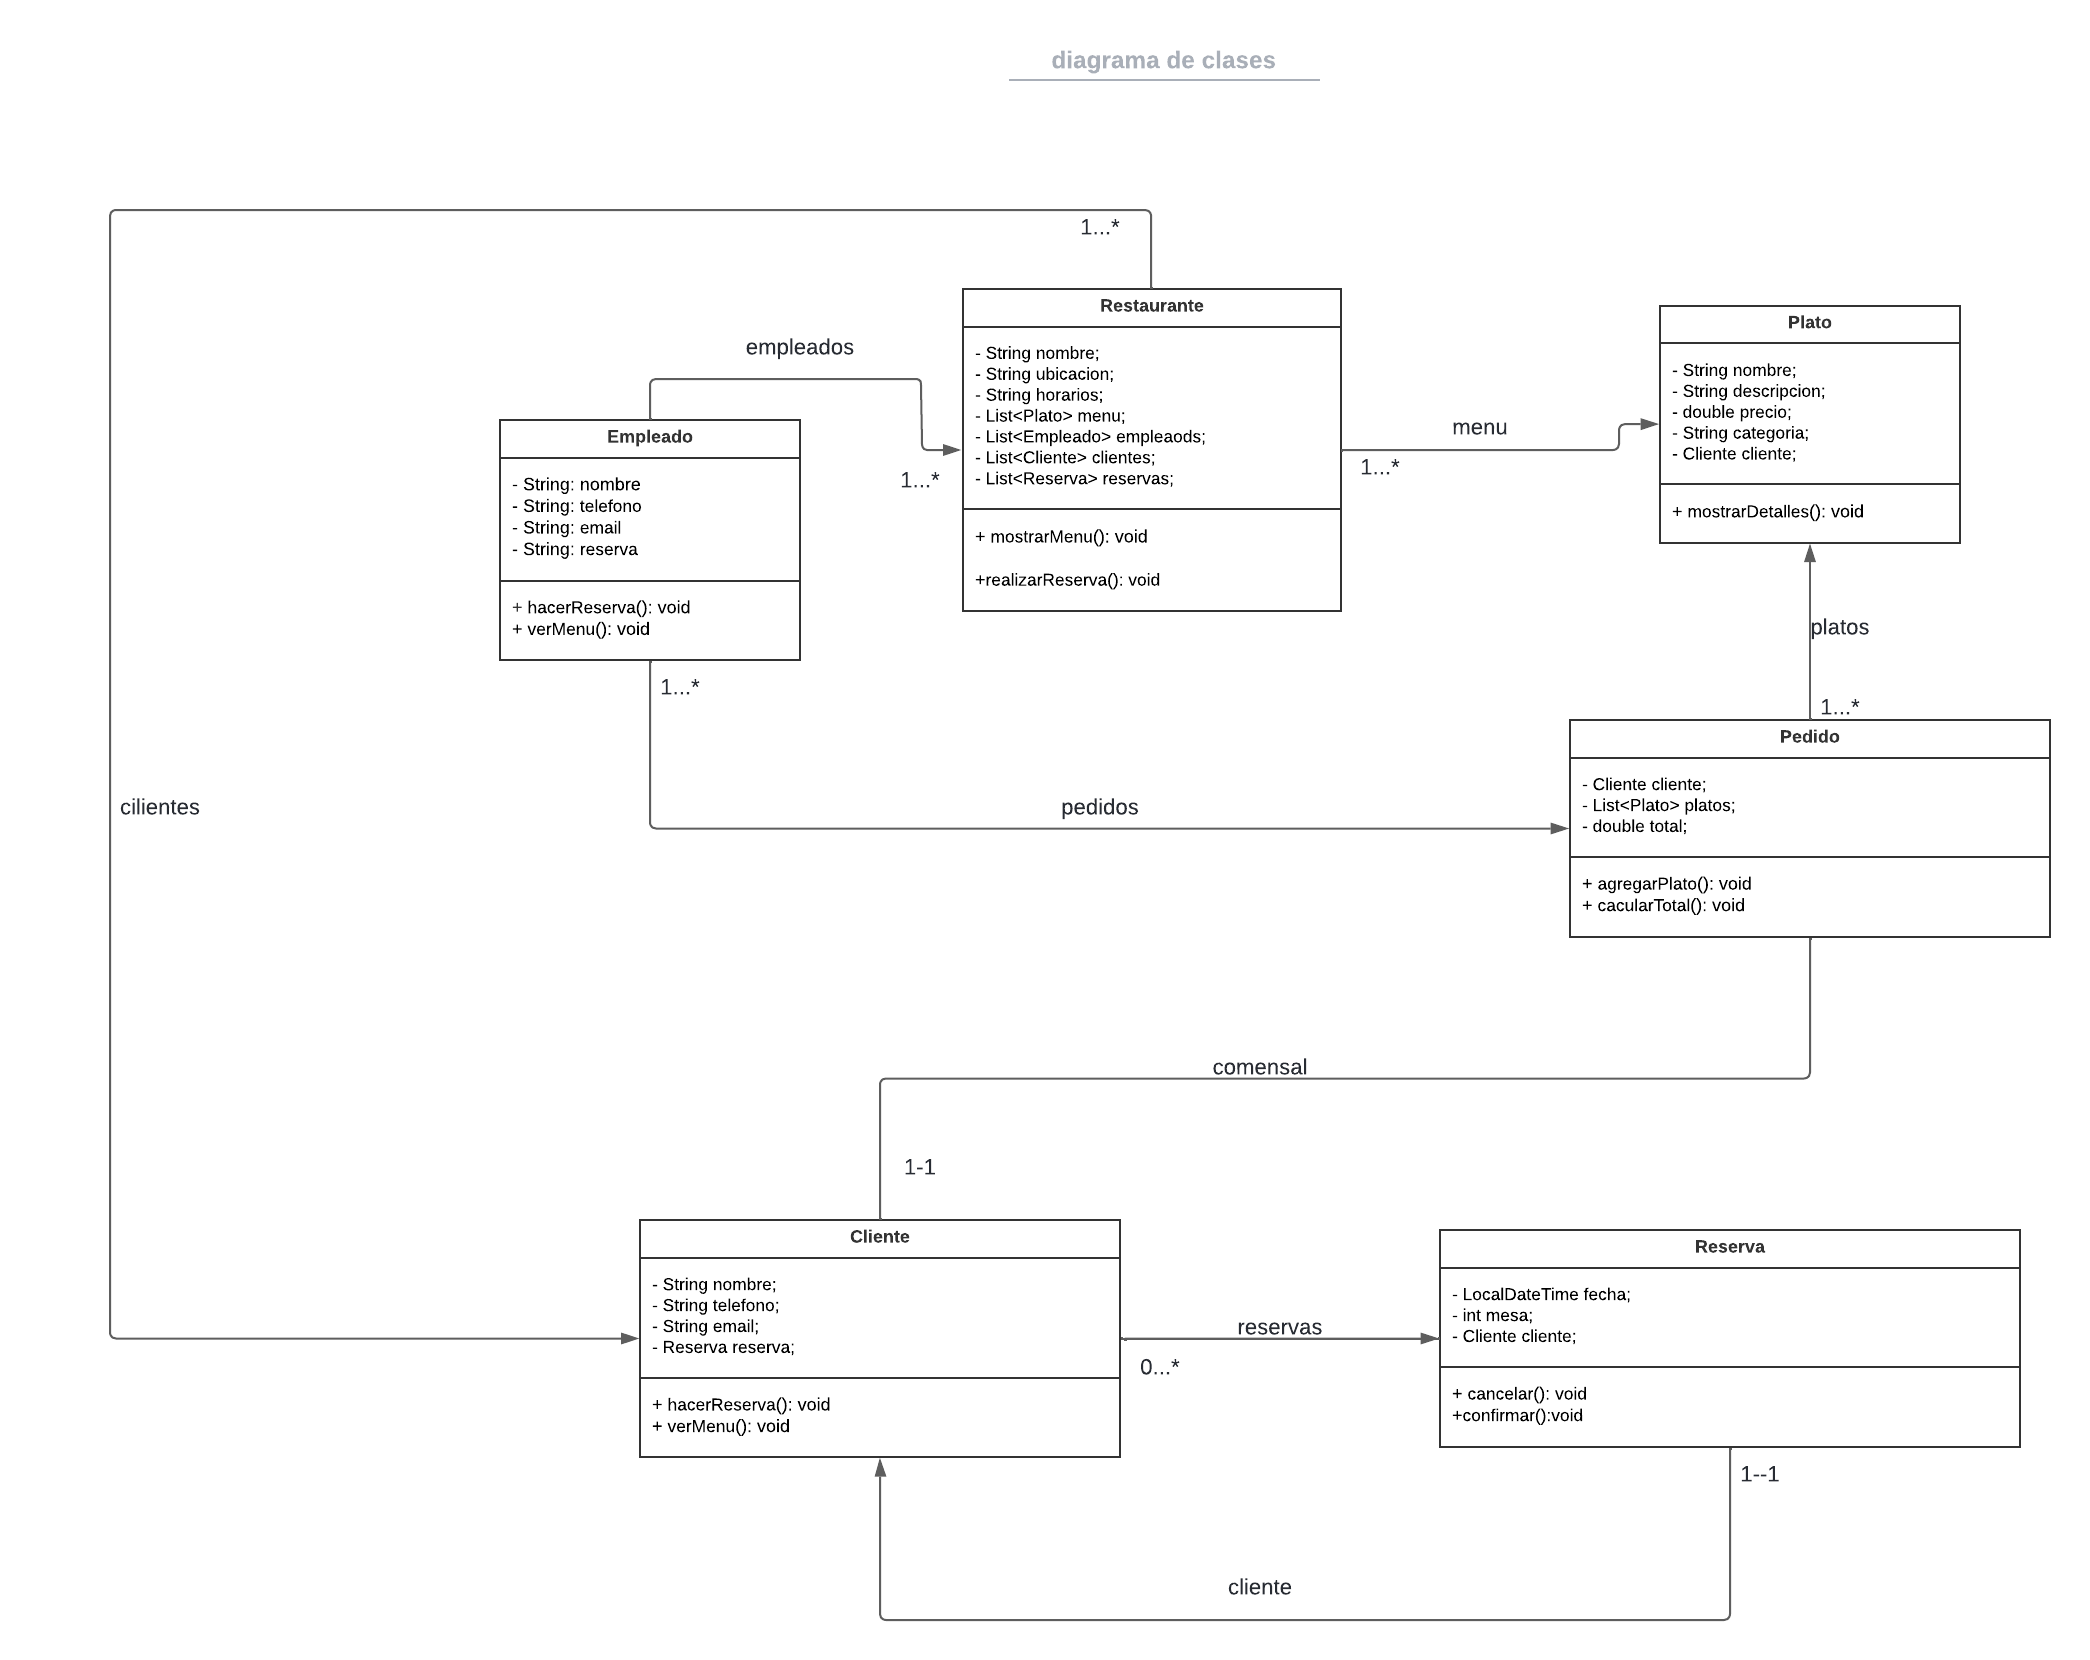 diagrama de clases
1...*
Restaurante
- String nombre;
- String ubicacion;
- String horarios;
- List<Plato> menu;
- List<Empleado> empleaods;
- List<Cliente> clientes;
- List<Reserva> reservas;
+ mostrarMenu(): void
+realizarReserva(): void
Plato
- String nombre;
- String descripcion;
- double precio;
- String categoria;
- Cliente cliente;
+ mostrarDetalles(): void
empleados
1...*
menu
1...*
Empleado
- String: nombre
- String: telefono
- String: email
- String: reserva
+ hacerReserva(): void
+ verMenu(): void
1...*
platos
1...*
Pedido
- Cliente cliente;
- List<Plato> platos;
- double total;
+ agregarPlato(): void
+ cacularTotal(): void
cilientes
pedidos
comensal
1-1
Cliente
- String nombre;
- String telefono;
- String email;
- Reserva reserva;
+ hacerReserva(): void
+ verMenu(): void
reservas
0...*
Reserva
- LocalDateTime fecha;
- int mesa;
- Cliente cliente;
+ cancelar(): void
+confirmar():void
1--1
cliente